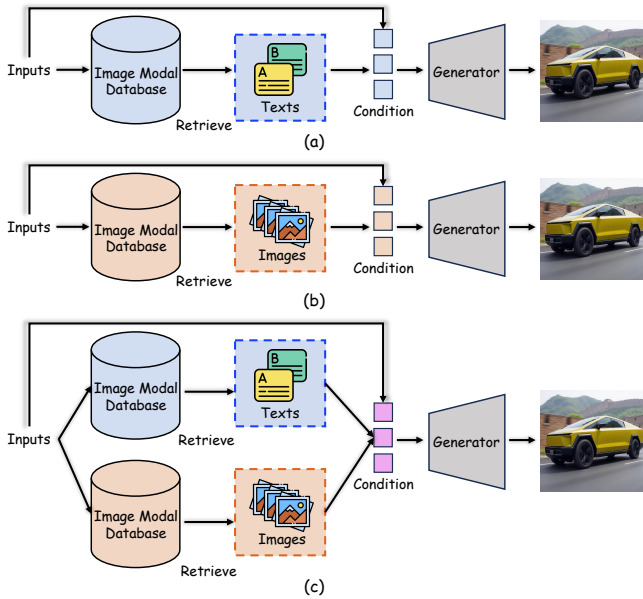 Inputs
Image Modal
Database
Retrieve
B
A
Texts
Condition
Generator
(a)
Inputs
Image Modal
Database
Retrieve
Images
Condition
Generator
(b)
Inputs
Image Modal
Database
Retrieve
B
A
Texts
Image Modal
Database
Retrieve
Images
Condition
Generator
(c)